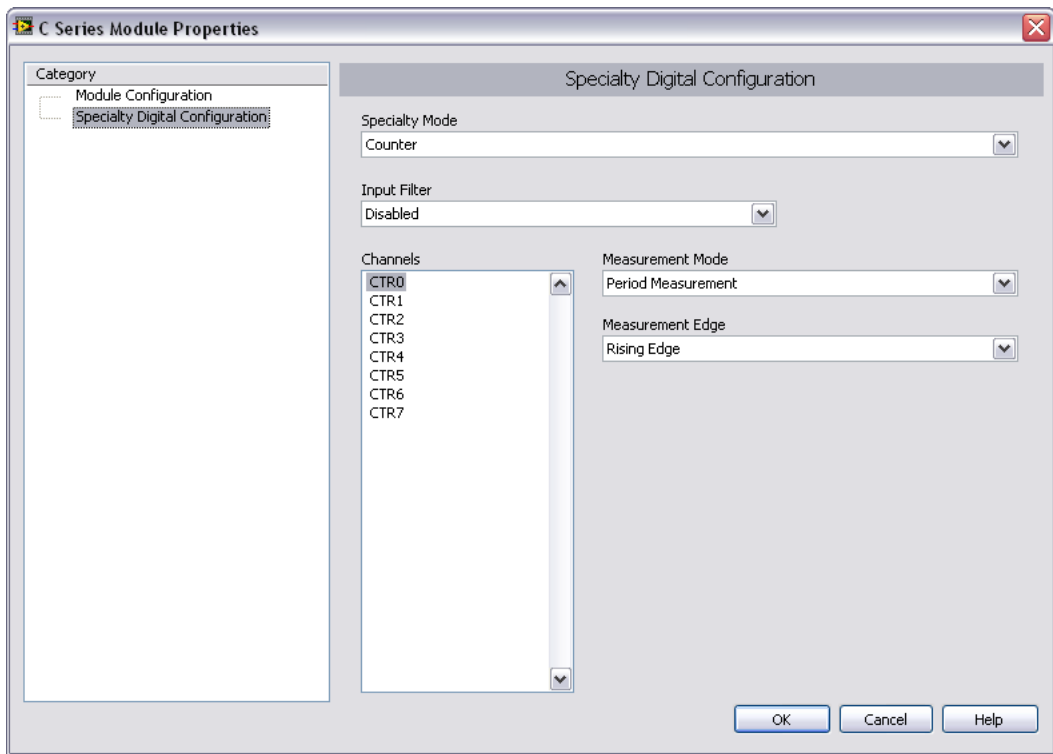 C Series Module Properties
Category
Module Configuration
Specialty Digital Configuration
Specialty Digital Configuration
Specialty Mode
Counter
Input Filter
Disabled
Channels
CTR0
CTR1
CTR2
CTR3
CTR4
CTR5
CTR6
CTR7
Measurement Mode
Period Measurement
Measurement Edge
Rising Edge
OK
Cancel
Help